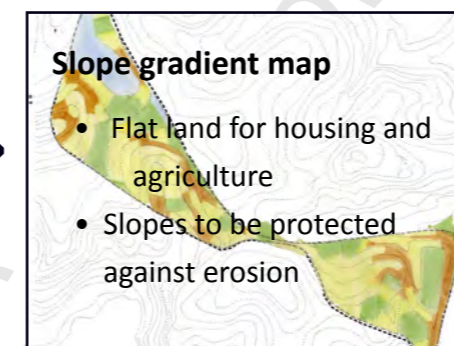 Slope gradient map
• Flat land for housing and
agriculture
• Slopes to be protected
against erosion